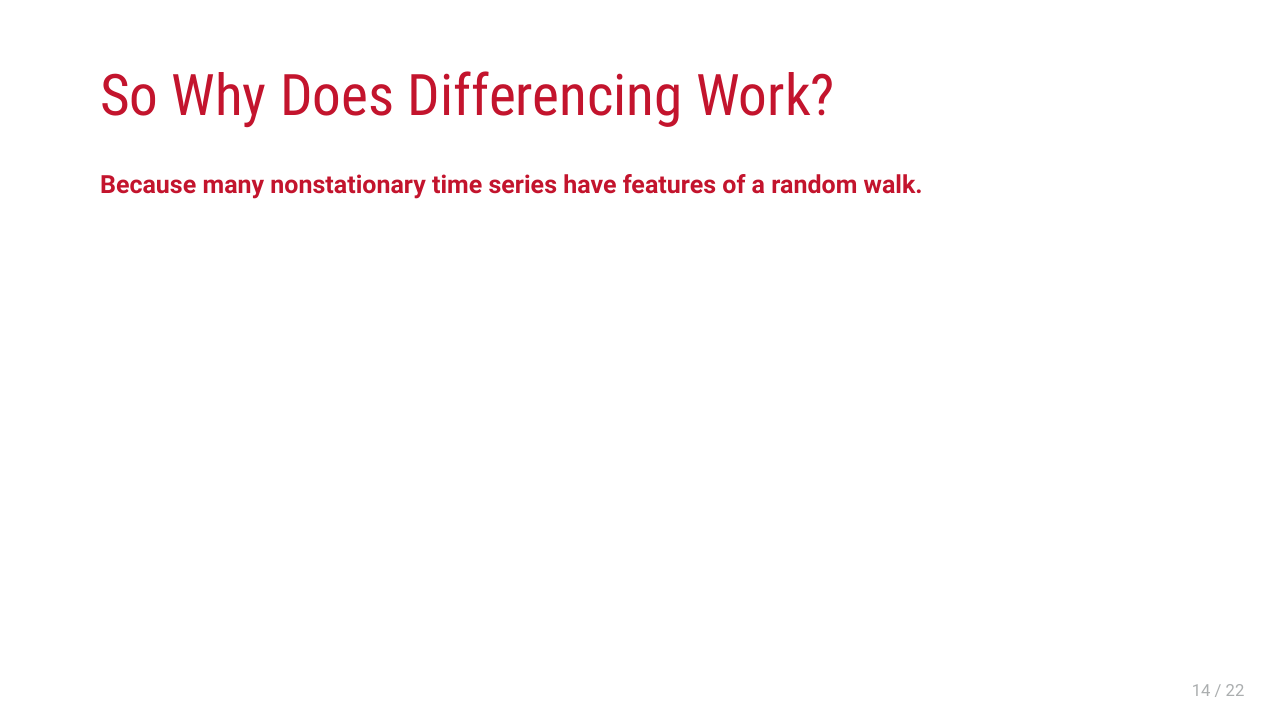 So Why Does Differencing Work?
Because many nonstationary time series have features of a random walk.
14 / 22